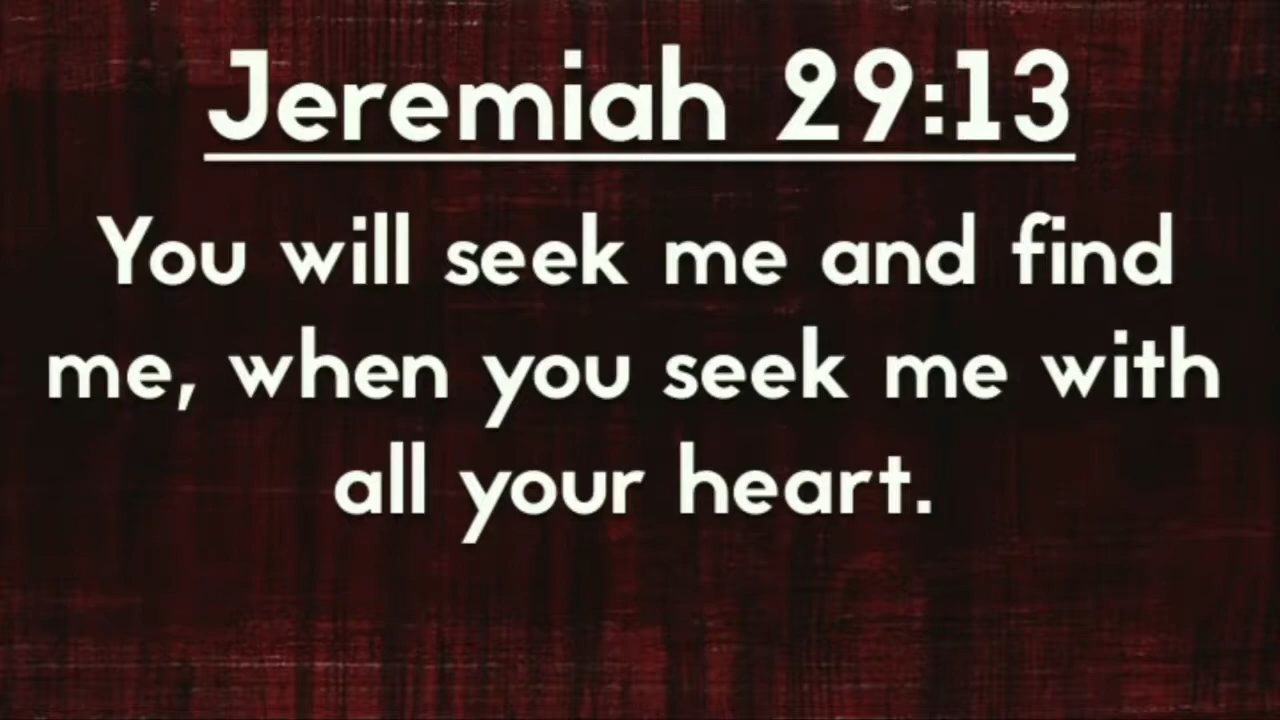 Jeremiah 29:13
You will seek me and find
me, when you seek me with
all your heart.